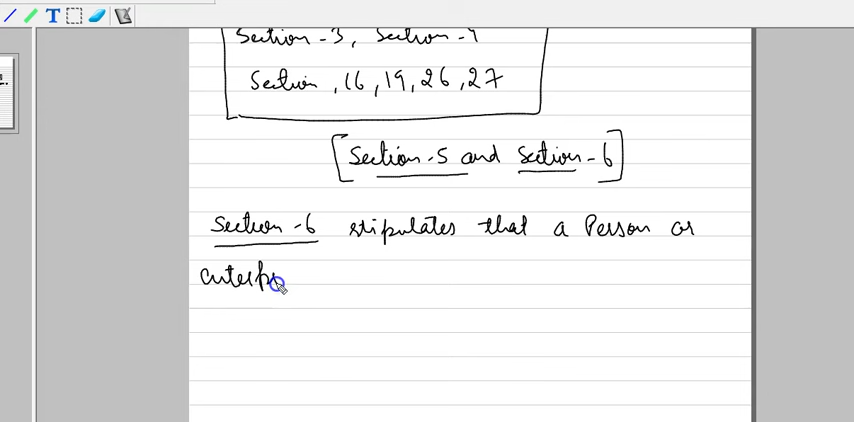 Section -3, Section -4
Section ,16 ,19 ,26 ,27
[Section -5 and Section -6]
Section -6 stipulates that a Person or
enterpr